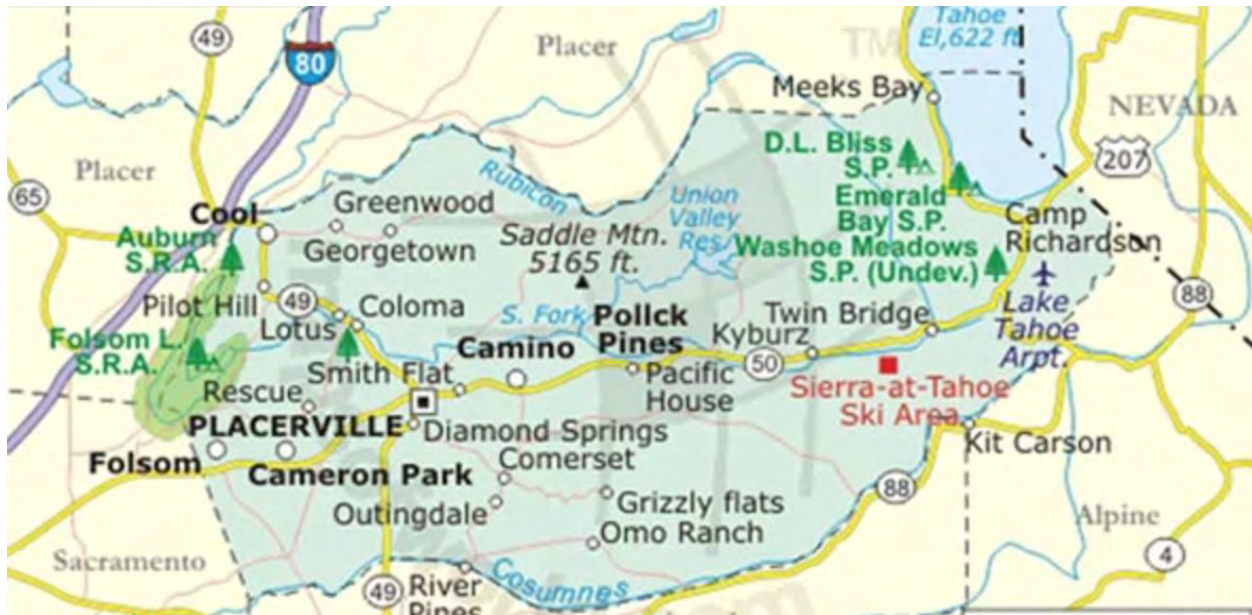 49
80
Placer
Tahoe
El,622 ft
TM
Meeks Bay
NEVADA
Placer
D.L. Bliss
S.P.
207
65
Rubicon
Union
Valley
Res
Emerald
Bay S.P.
Cool
Greenwood
Georgetown
Camp
Richardson
Auburn
S.R.A.
Saddle Mtn.
5165 ft.
Washoe Meadows
S.P. (Undev.)
Pilot Hill
49
Coloma
Lotus
S. Fork
Pollck
Pines
Twin Bridge
88
Lake
Tahoe
Arpt.
Folsom L.
S.R.A.
Camino
Kyburz
50
Smith Flat
Pacific
House
Sierra-at-Tahoe
Ski Area
Rescue
PLACERVILLE
Diamond Springs
Kit Carson
Folsom
Cameron Park
Comerset
88
Outingdale
Grizzly flats
Omo Ranch
Alpine
Sacramento
4
49
River
Pines
Cosumnes